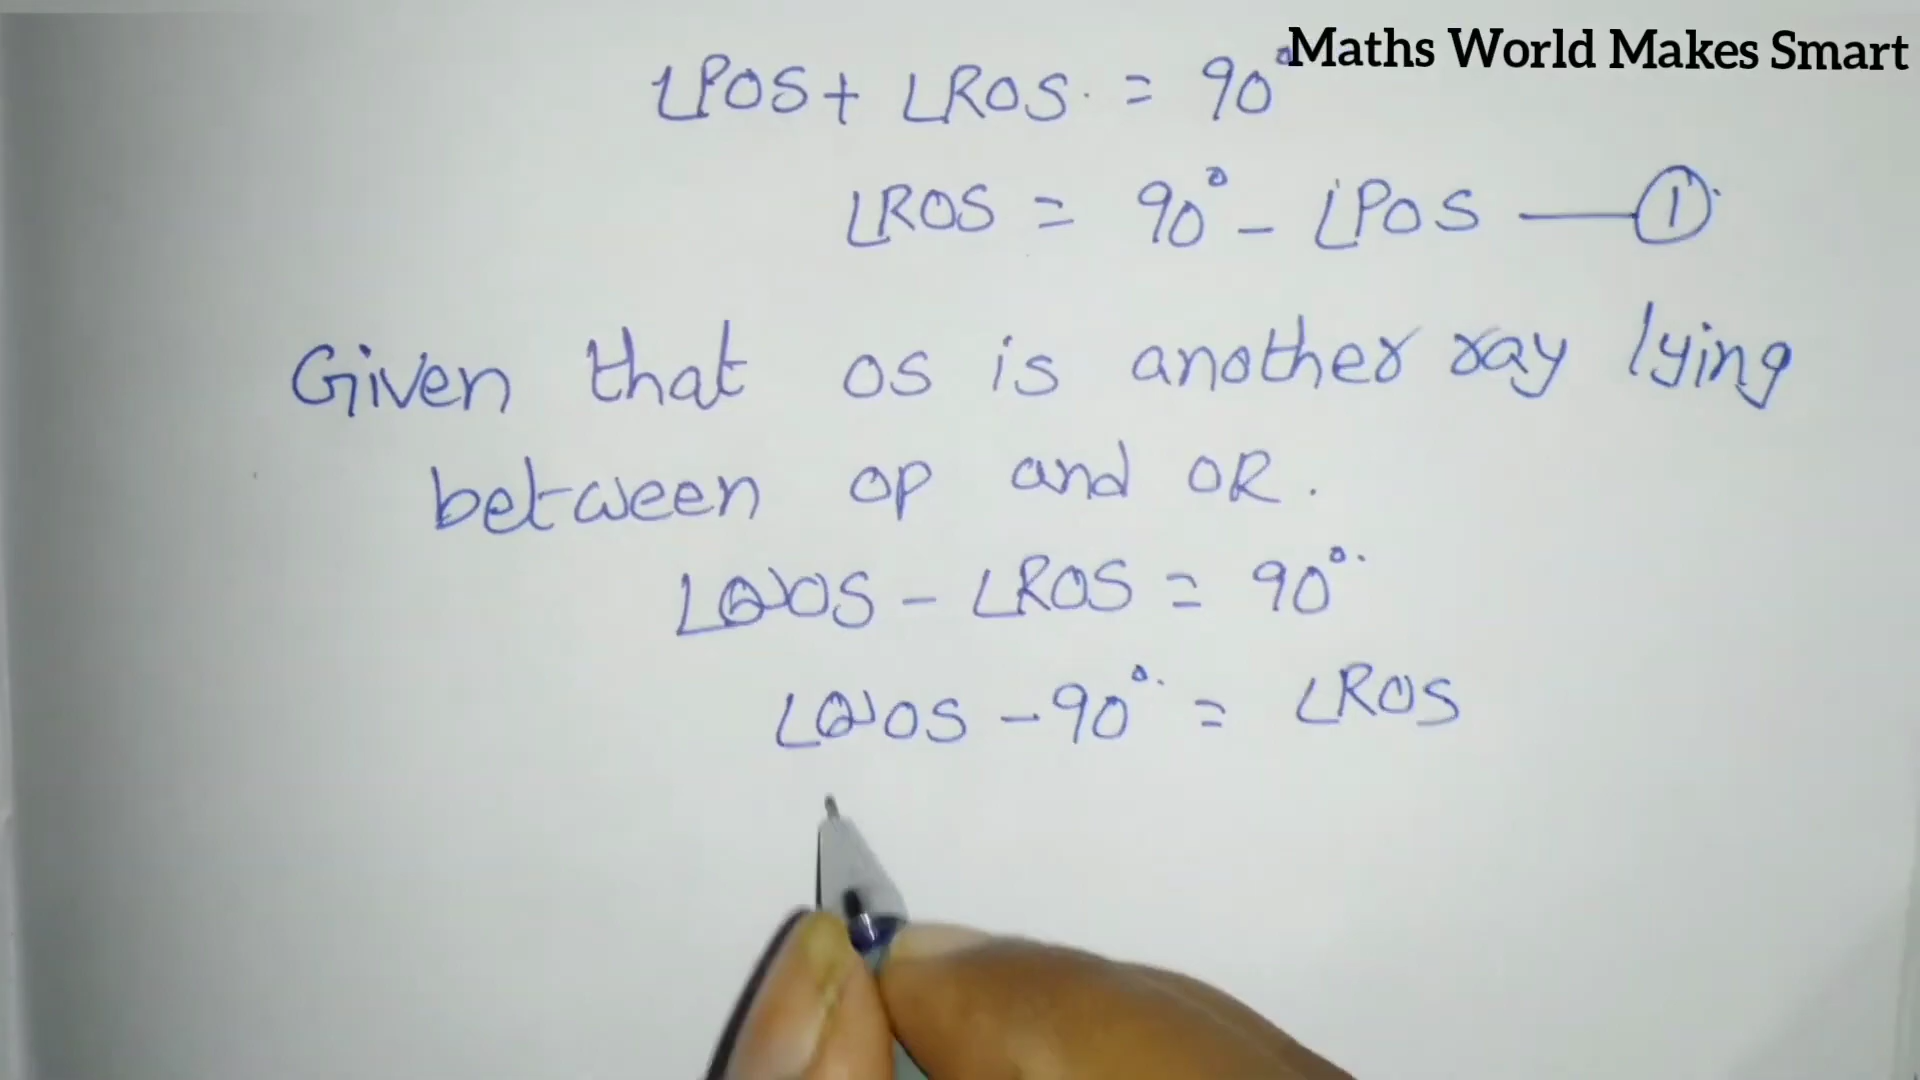 Maths World Makes Smart
∠POS + ∠ROS = 90°
∠ROS = 90° - ∠POS — ①
Given that OS is another ray lying
between OP and OR.
∠QOS - ∠ROS = 90°
∠QOS - 90° = ∠ROS